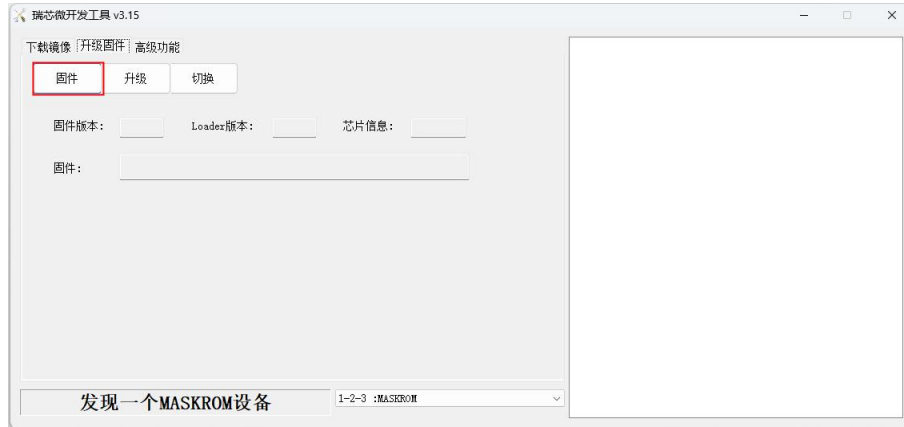 瑞芯微开发工具 v3.15
下载镜像 升级固件 高级功能
固件 升级 切换
固件版本: Loader版本: 芯片信息:
固件:
发现一个MASKROM设备 1-2-3 :MASKROM